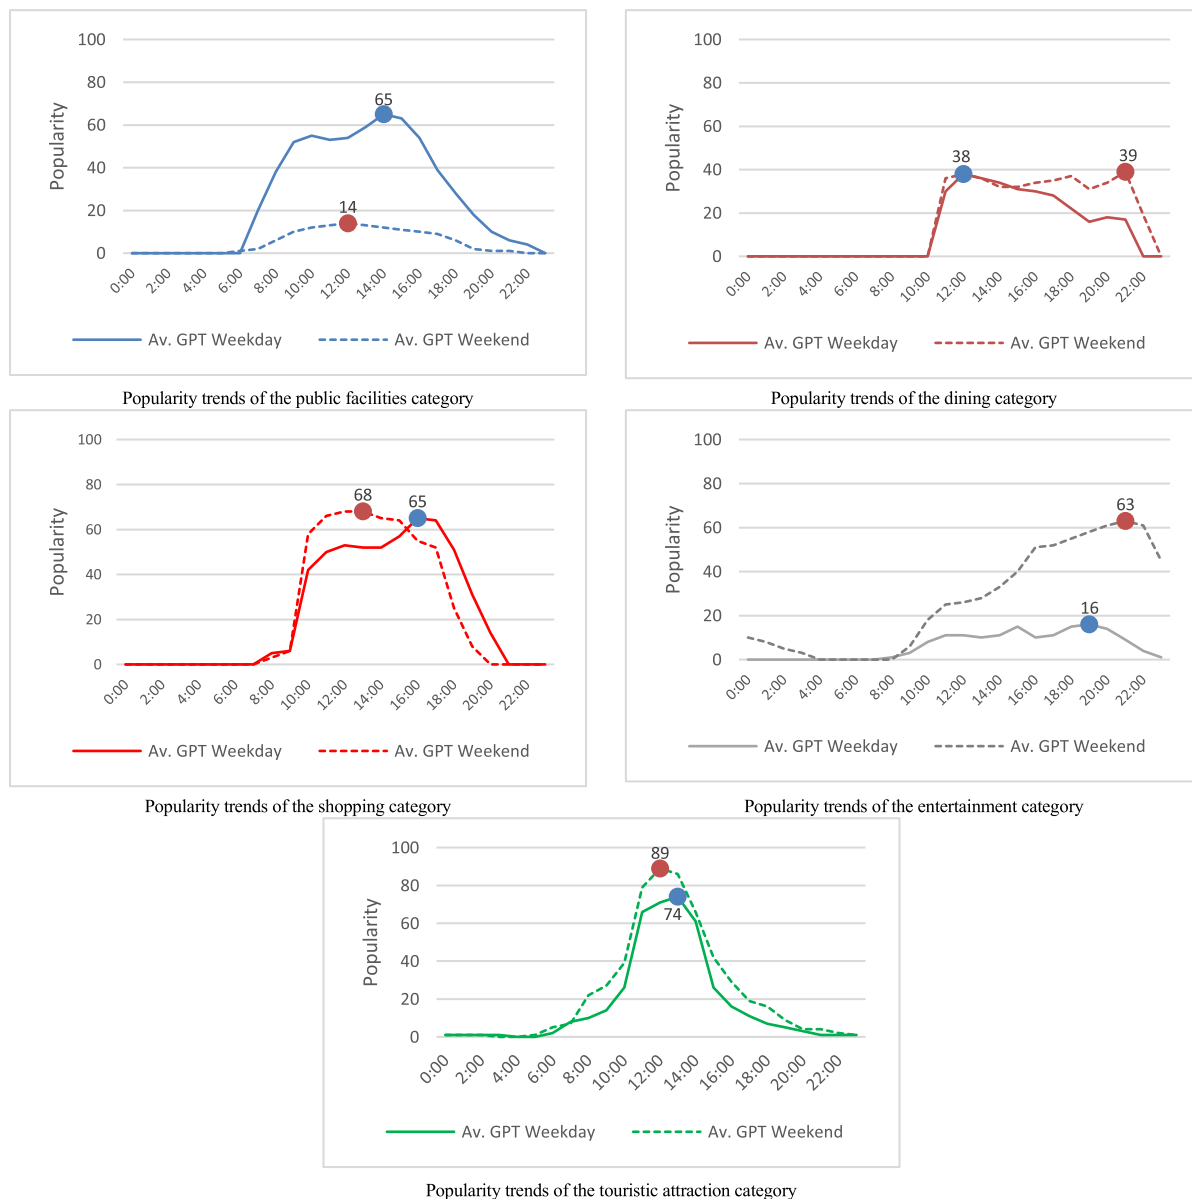 100
80
60
40
20
0
Popularity
65
14
0:00 2:00 4:00 6:00 8:00 10:00 12:00 14:00 16:00 18:00 20:00 22:00
Av. GPT Weekday Av. GPT Weekend
Popularity trends of the public facilities category
100
80
60
40
20
0
Popularity
38
39
0:00 2:00 4:00 6:00 8:00 10:00 12:00 14:00 16:00 18:00 20:00 22:00
Av. GPT Weekday Av. GPT Weekend
Popularity trends of the dining category
100
80
60
40
20
0
Popularity
68
65
0:00 2:00 4:00 6:00 8:00 10:00 12:00 14:00 16:00 18:00 20:00 22:00
Av. GPT Weekday Av. GPT Weekend
Popularity trends of the shopping category
100
80
60
40
20
0
Popularity
63
16
0:00 2:00 4:00 6:00 8:00 10:00 12:00 14:00 16:00 18:00 20:00 22:00
Av. GPT Weekday Av. GPT Weekend
Popularity trends of the entertainment category
100
80
60
40
20
0
Popularity
89
74
0:00 2:00 4:00 6:00 8:00 10:00 12:00 14:00 16:00 18:00 20:00 22:00
Av. GPT Weekday Av. GPT Weekend
Popularity trends of the touristic attraction category